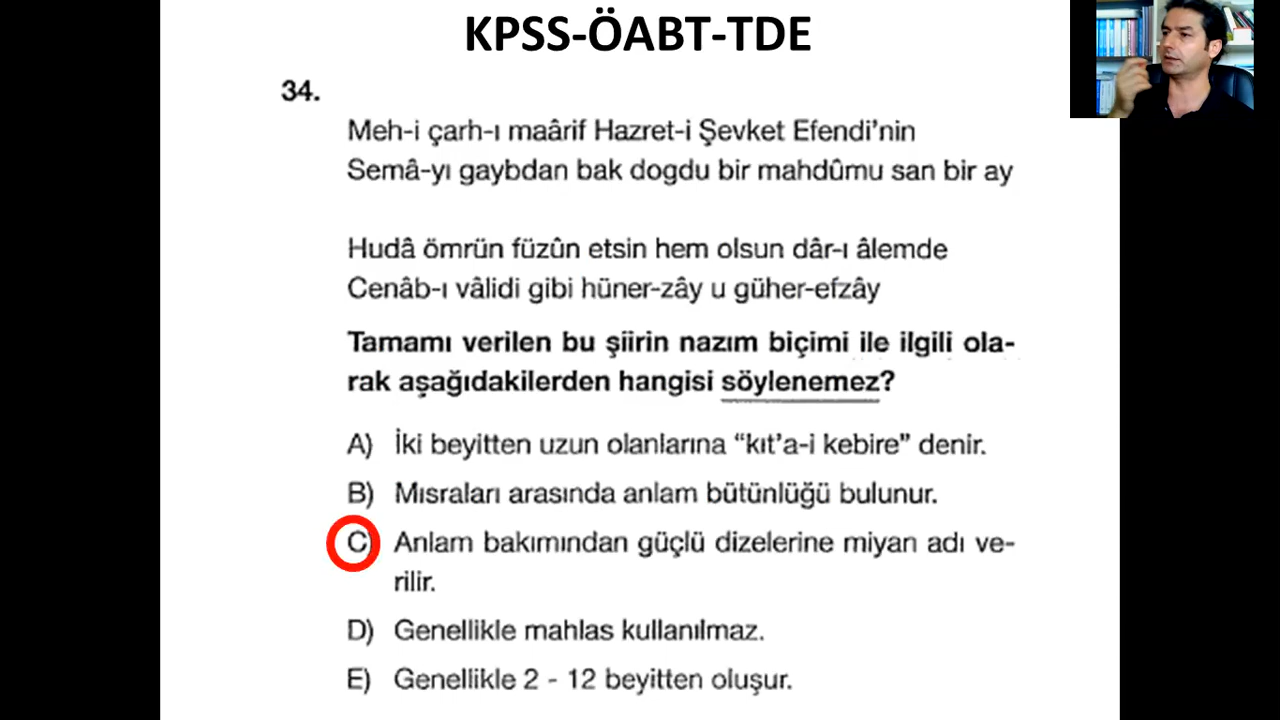 KPSS-ÖABT-TDE
34.
Meh-i çarh-ı maârif Hazret-i Şevket Efendi'nin
Semâ-yı gaybdan bak dogdu bir mahdûmu san bir ay
Hudâ ömrün füzûn etsin hem olsun dâr-ı âlemde
Cenâb-ı vâlidi gibi hüner-zây u güher-efzây
Tamamı verilen bu şiirin nazım biçimi ile ilgili ola-
rak aşağıdakilerden hangisi söylenemez?
A) İki beyitten uzun olanlarına “kıt’a-i kebire” denir.
B) Mısraları arasında anlam bütünlüğü bulunur.
C) Anlam bakımından güçlü dizelerine miyan adı ve-
rilir.
D) Genellikle mahlas kullanılmaz.
E) Genellikle 2 - 12 beyitten oluşur.